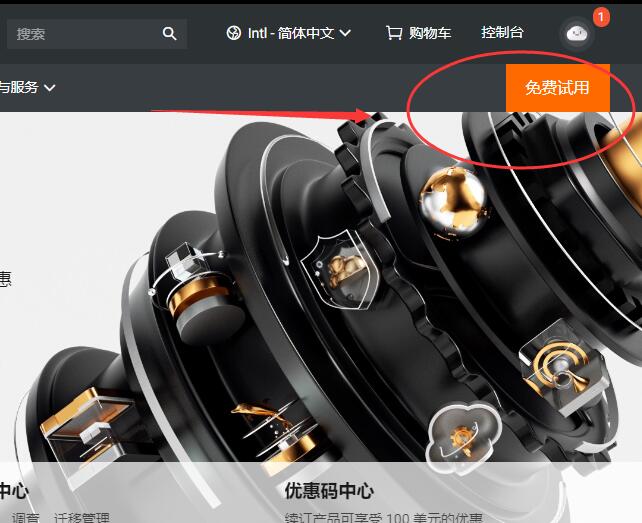 搜索
Intl - 简体中文
购物车
控制台
1
与服务
免费试用
惠
中心
优惠码中心
调查、迁移管理
续订产品可享受 100 美元的优惠